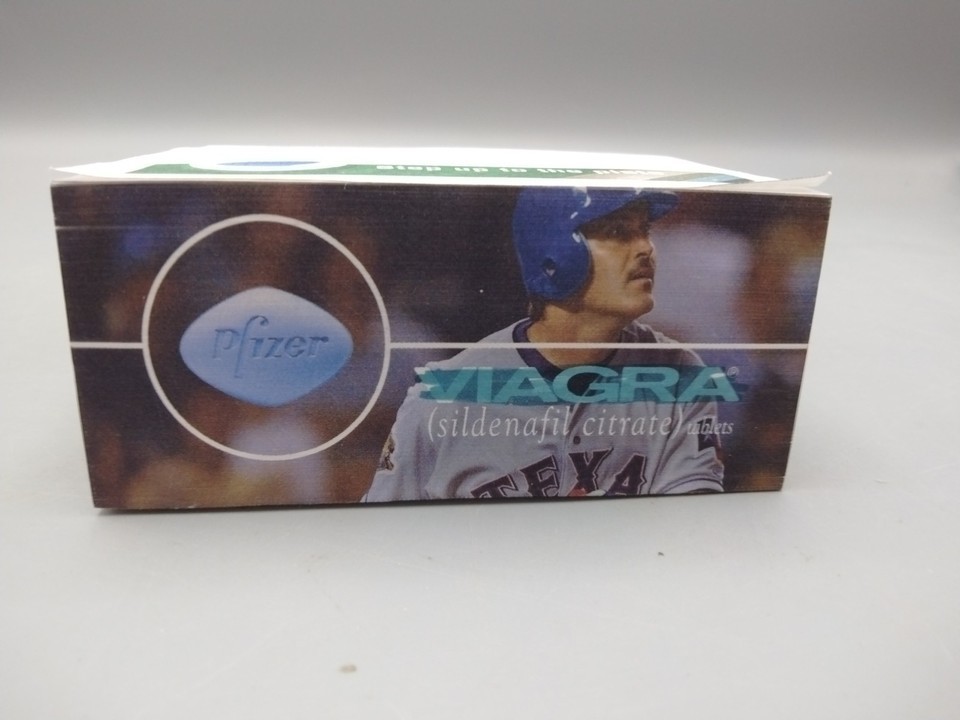 Step up to the plate
pfizer
VIAGRA®
(sildenafil citrate) tablets
TEXA